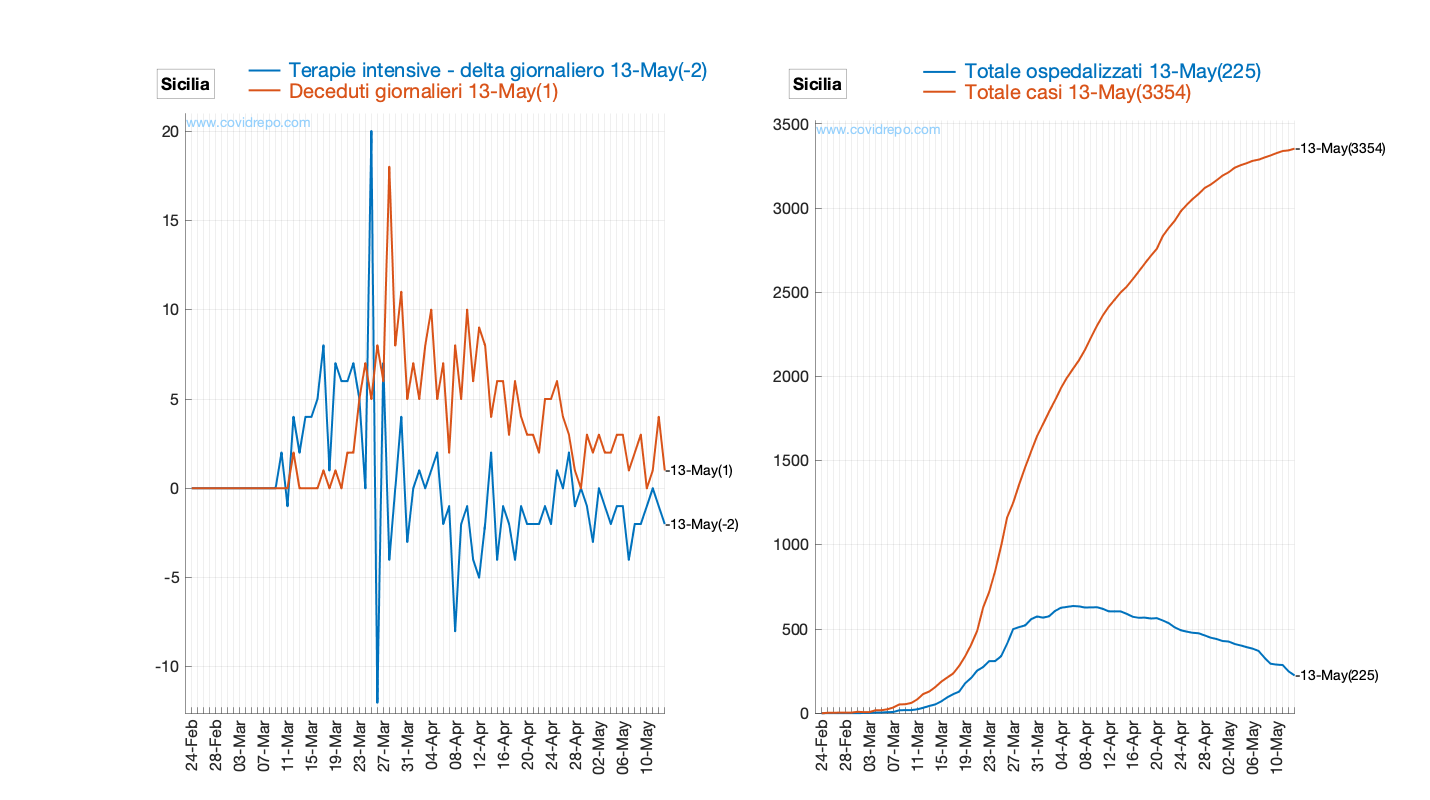 Sicilia
Terapie intensive - delta giornaliero 13-May(-2)
Deceduti giornalieri 13-May(1)
www.covidrepo.com
20
15
10
5
0
-5
-10
-13-May(1)
-13-May(-2)
24-Feb
28-Feb
03-Mar
07-Mar
11-Mar
15-Mar
19-Mar
23-Mar
27-Mar
31-Mar
04-Apr
08-Apr
12-Apr
16-Apr
20-Apr
24-Apr
28-Apr
02-May
06-May
10-May
Sicilia
Totale ospedalizzati 13-May(225)
Totale casi 13-May(3354)
www.covidrepo.com
3500
3000
2500
2000
1500
1000
500
0
-13-May(3354)
-13-May(225)
24-Feb
28-Feb
03-Mar
07-Mar
11-Mar
15-Mar
19-Mar
23-Mar
27-Mar
31-Mar
04-Apr
08-Apr
12-Apr
16-Apr
20-Apr
24-Apr
28-Apr
02-May
06-May
10-May